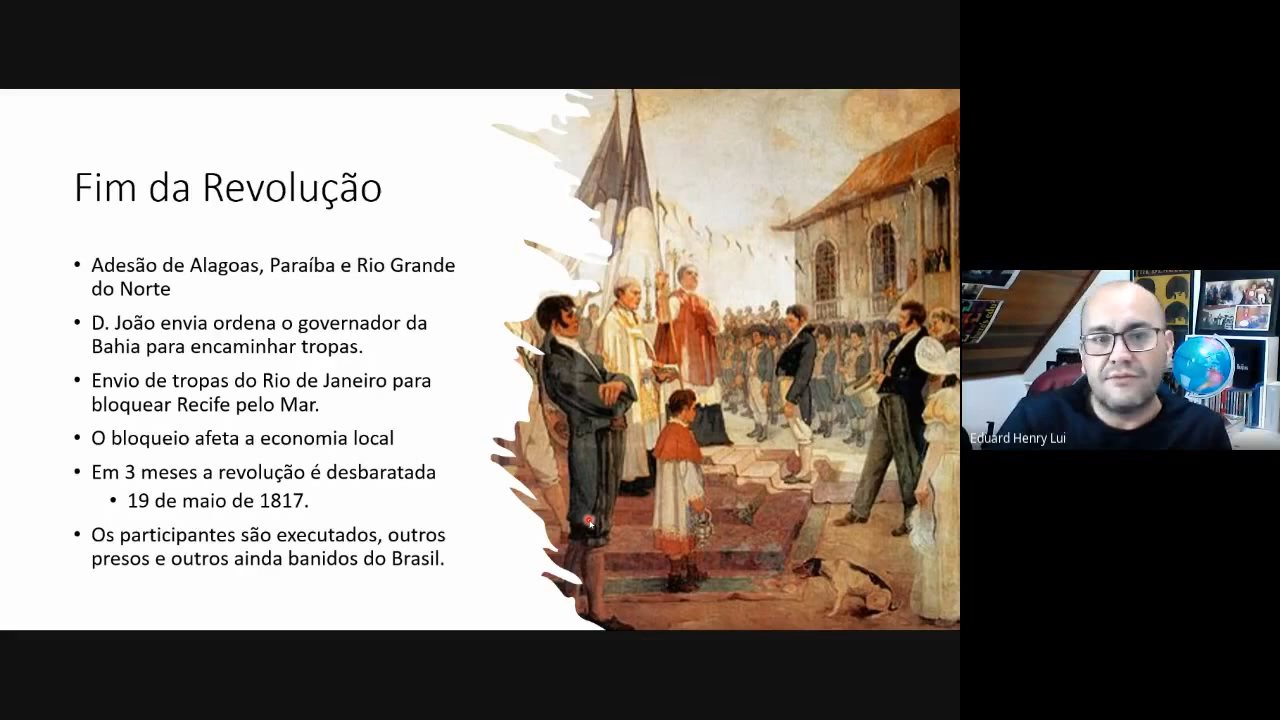 Fim da Revolução
• Adesão de Alagoas, Paraíba e Rio Grande
do Norte
• D. João envia ordena o governador da
Bahia para encaminhar tropas.
• Envio de tropas do Rio de Janeiro para
bloquear Recife pelo Mar.
• O bloqueio afeta a economia local
• Em 3 meses a revolução é desbaratada
• 19 de maio de 1817.
• Os participantes são executados, outros
presos e outros ainda banidos do Brasil.
Eduard Henry Lui